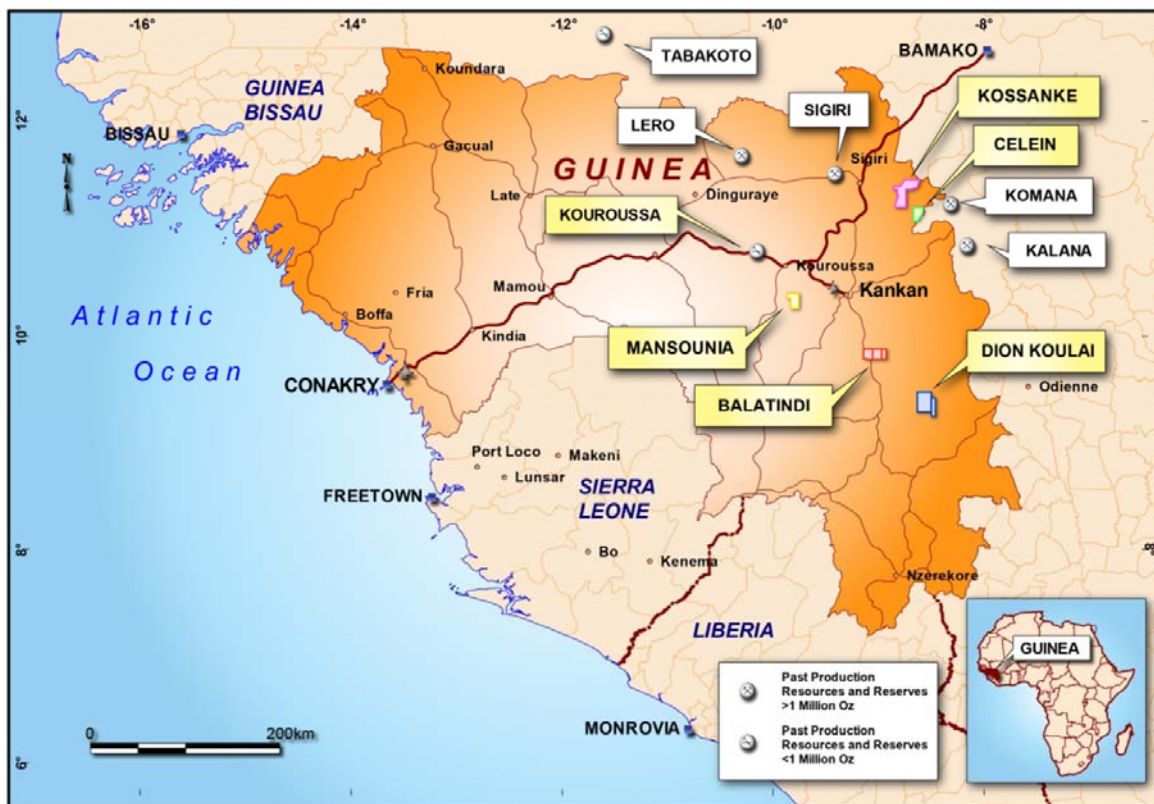 -16°
-14°
-12°
-10°
-8°
TABAKOTO
BAMAKO
Koundara
GUINEA
BISSAU
KOSSANKE
SIGIRI
LERO
12°
BISSAU
N
CELEIN
Gacual
Sigiri
GUINEA
Late
Dinguraye
KOMANA
KOUROUSSA
KALANA
Kouroussa
Fria
Mamou
Kankan
Atlantic
Ocean
Boffa
10°
Kindia
MANSOUNIA
DION KOULAI
CONAKRY
Odienne
BALATINDI
Port Loco
Makeni
Lunsar
SIERRA
LEONE
FREETOWN
8°
8°
Bo
Kenema
Nzerekore
LIBERIA
GUINEA
Past Production
Resources and Reserves
>1 Million Oz
MONROVIA
0
200km
Past Production
Resources and Reserves
<1 Million Oz
6°